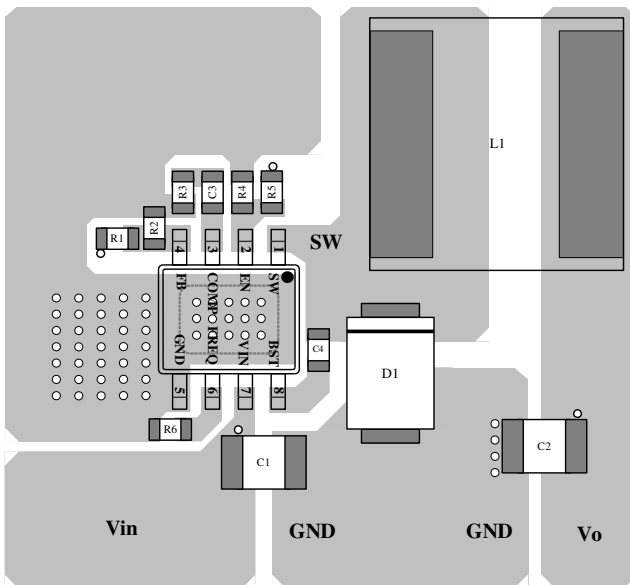 L1
R3
C3
R4
R5
R2
R1
SW
4
3
2
1
FB
COMP
EN
SW
GND
FREQ
VIN
BST
C4
D1
5
6
7
8
R6
C1
C2
Vin
GND
GND
Vo